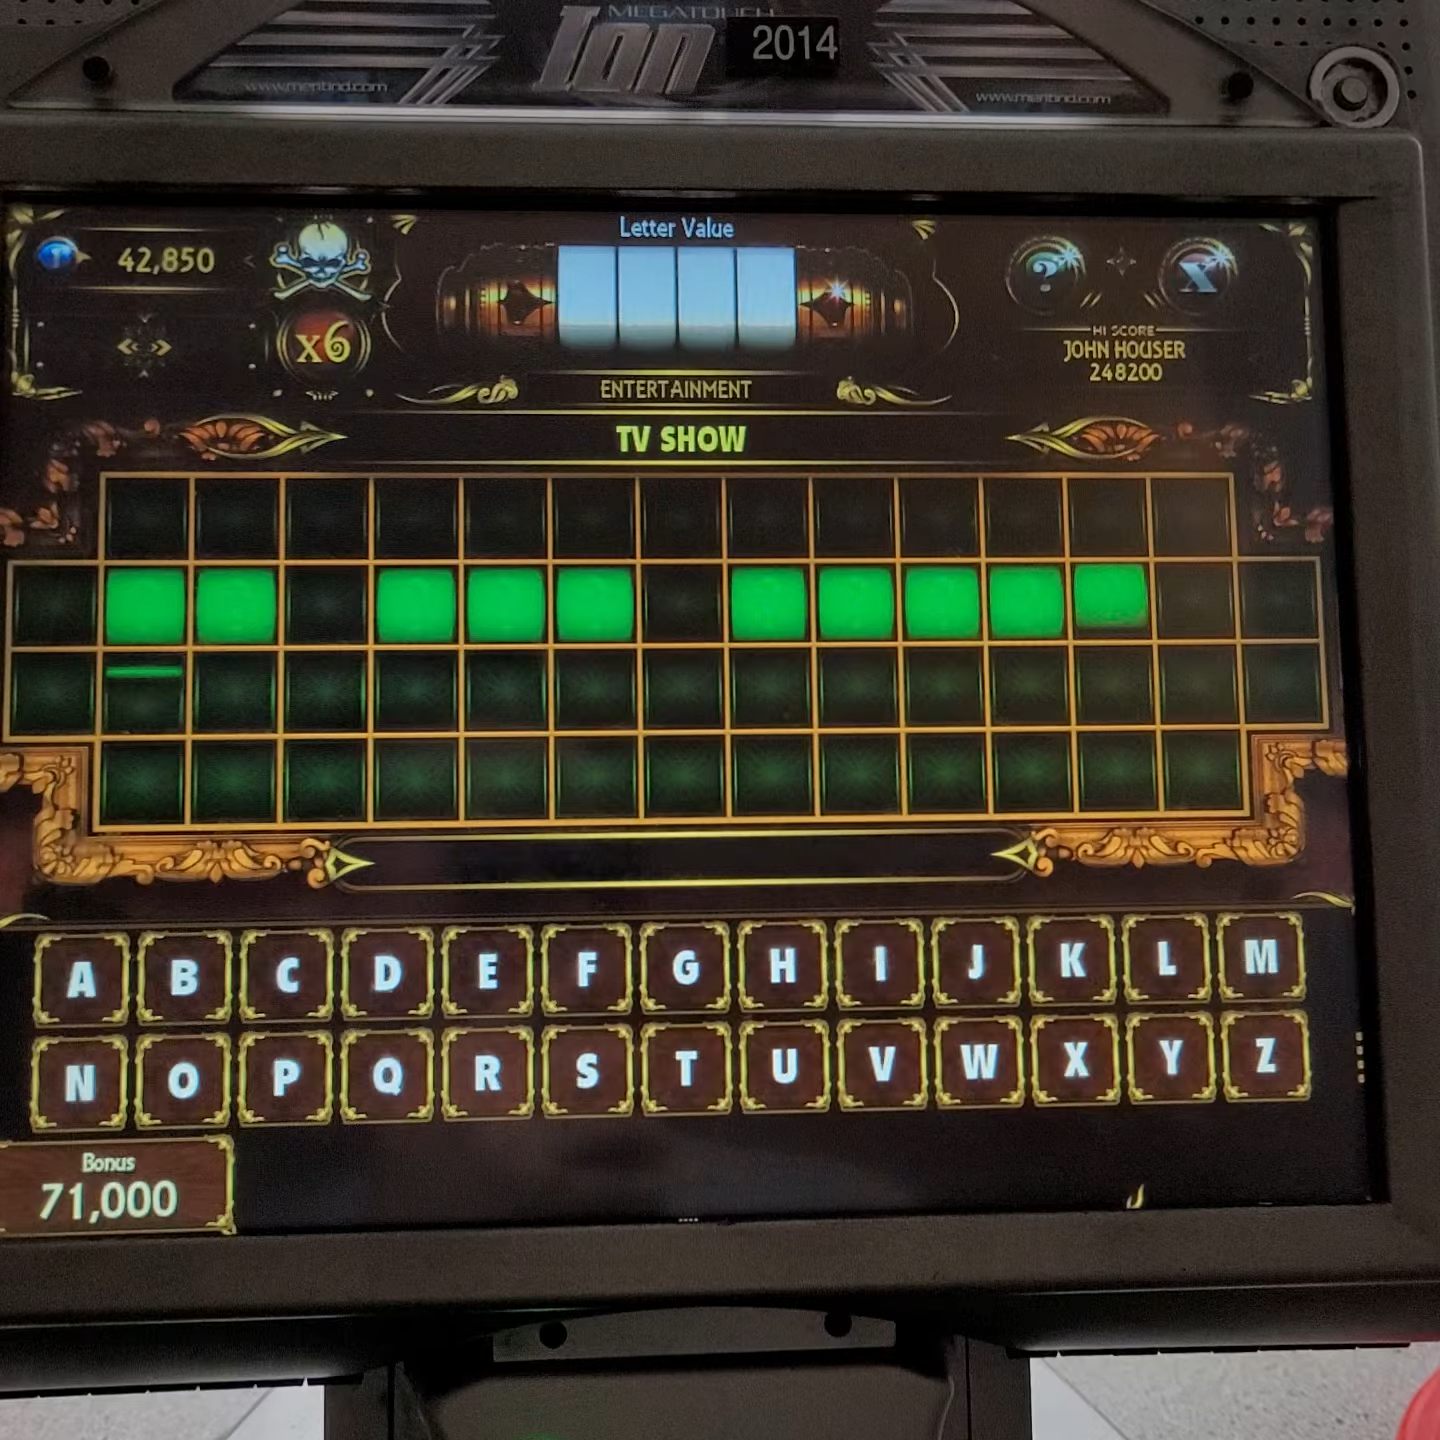 MEGATOUCH
Ion 2014
www.meritind.com
www.meritind.com
Letter Value
42,850
x6
?
X
HI SCORE
JOHN HOUSER
248200
ENTERTAINMENT
TV SHOW
A B C D E F G H I J K L M
N O P Q R S T U V W X Y Z
Bonus
71,000